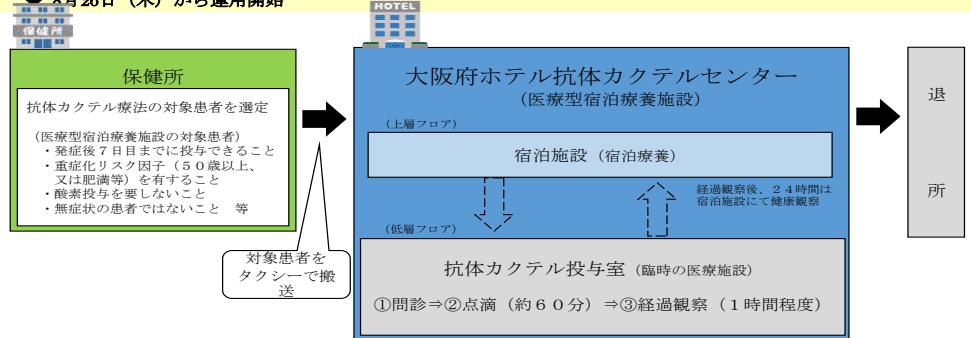 ● 8月26日（木）から運用開始
保健所
HOTEL
保健所
抗体カクテル療法の対象患者を選定
（医療型宿泊療養施設の対象患者）
・発症後７日目までに投与できること
・重症化リスク因子（５０歳以上、
又は肥満等）を有すること
・酸素投与を要しないこと
・無症状の患者ではないこと　等
対象患者を
タクシーで搬
送
大阪府ホテル抗体カクテルセンター
（医療型宿泊療養施設）
（上層フロア）
宿泊施設（宿泊療養）
経過観察後、２４時間は
宿泊施設にて健康観察
（低層フロア）
抗体カクテル投与室（臨時の医療施設）
①問診⇒②点滴（約６０分）⇒③経過観察（１時間程度）
退
所